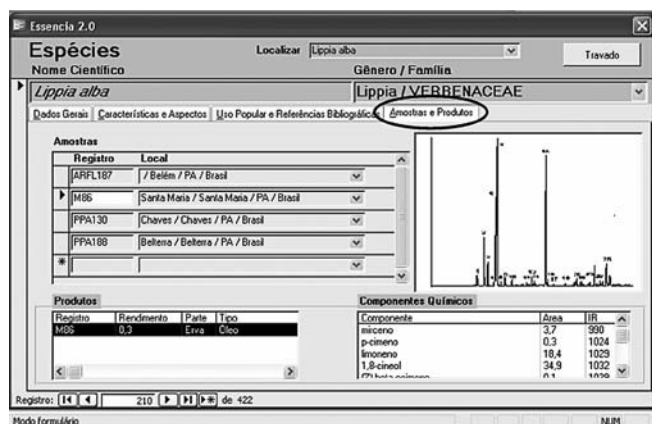 Essencia 2.0
Espécies Localizar Lippia alba Travado
Nome Científico Gênero / Família
Lippia alba Lippia / VERBENACEAE
Dados Gerais Características e Aspectos Uso Popular e Referências Bibliográficas Amostras e Produtos
Amostras
Registro Local
ARFL187 / Belém / PA / Brasil
M86 Santa Maria / Santa Maria / PA / Brasil
PPA130 Chaves / Chaves / PA / Brasil
PPA188 Belterra / Belterra / PA / Brasil
Produtos
Registro Rendimento Parte Tipo
M86 0,3 Erva Óleo
Componentes Químicos
Componente Área IR
mirceno 3,7 990
p-cimeno 0,3 1024
limoneno 18,4 1029
1,8-cineol 34,9 1032
0,1 1039
Registro: 210 de 422
Modo formulário NUM